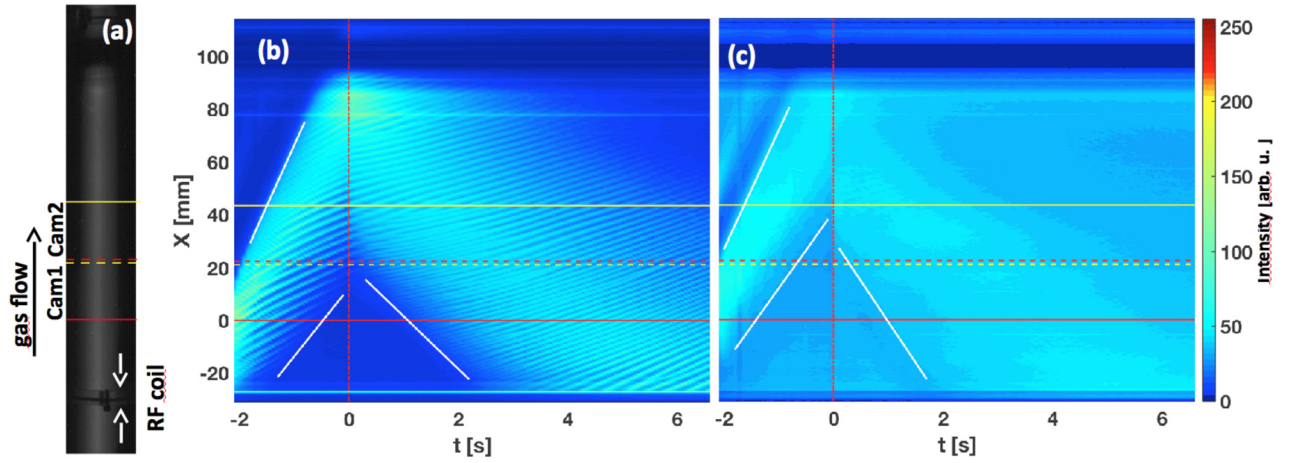 (a)
gas flow
Cam1 Cam2
RF coil
(b)
X [mm]
100
80
60
40
20
0
-20
-2 0 2 4 6
t [s]
(c)
-2 0 2 4 6
t [s]
250
200
150
100
50
0
Intensity [arb. u. ]